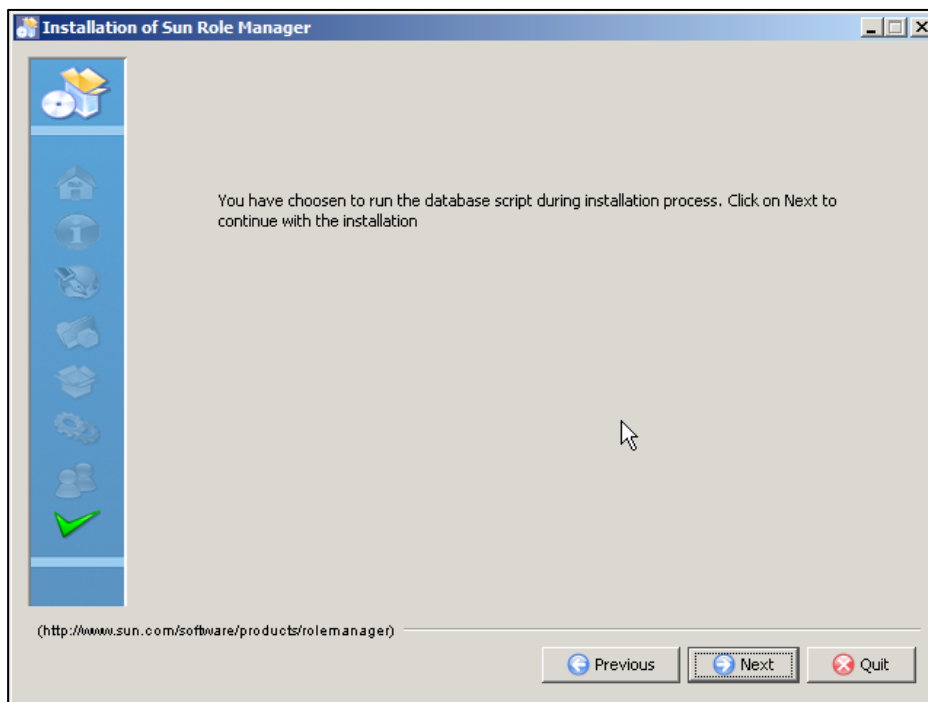 Installation of Sun Role Manager
You have choosen to run the database script during installation process. Click on Next to
continue with the installation
(http://www.sun.com/software/products/rolemanager)
Previous
Next
Quit